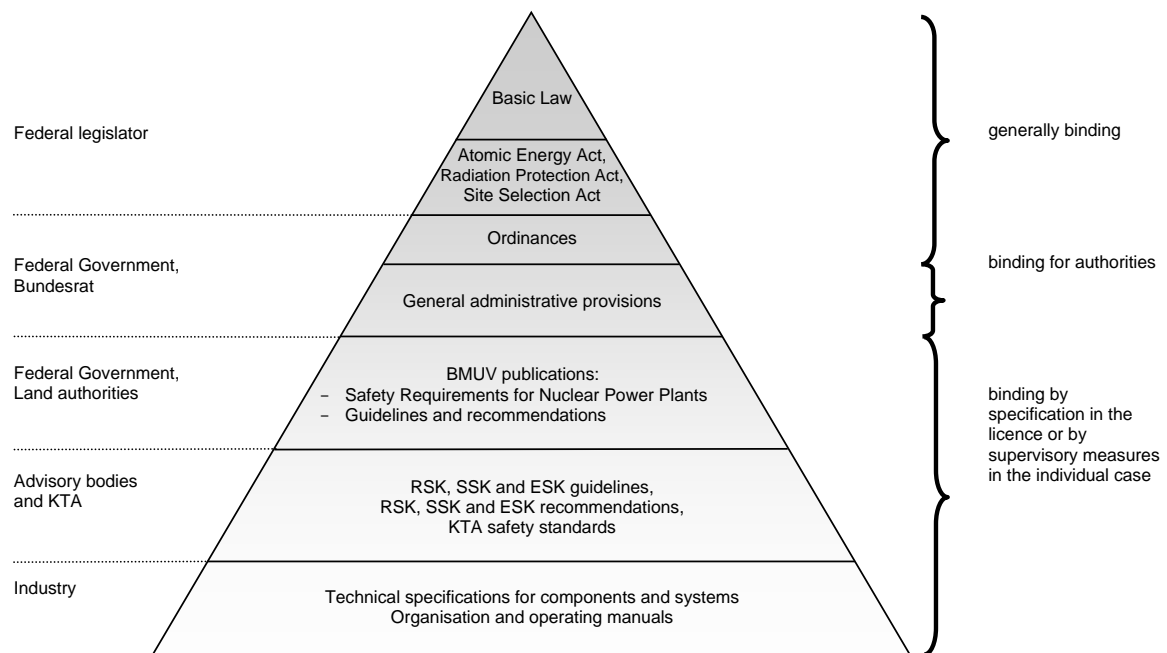 Basic Law
Federal legislator
generally binding
Atomic Energy Act,
Radiation Protection Act,
Site Selection Act
Ordinances
Federal Government,
Bundesrat
binding for authorities
General administrative provisions
Federal Government,
Land authorities
BMUV publications:
- Safety Requirements for Nuclear Power Plants
- Guidelines and recommendations
binding by
specification in the
licence or by
supervisory measures
in the individual case
Advisory bodies
and KTA
RSK, SSK and ESK guidelines,
RSK, SSK and ESK recommendations,
KTA safety standards
Industry
Technical specifications for components and systems
Organisation and operating manuals